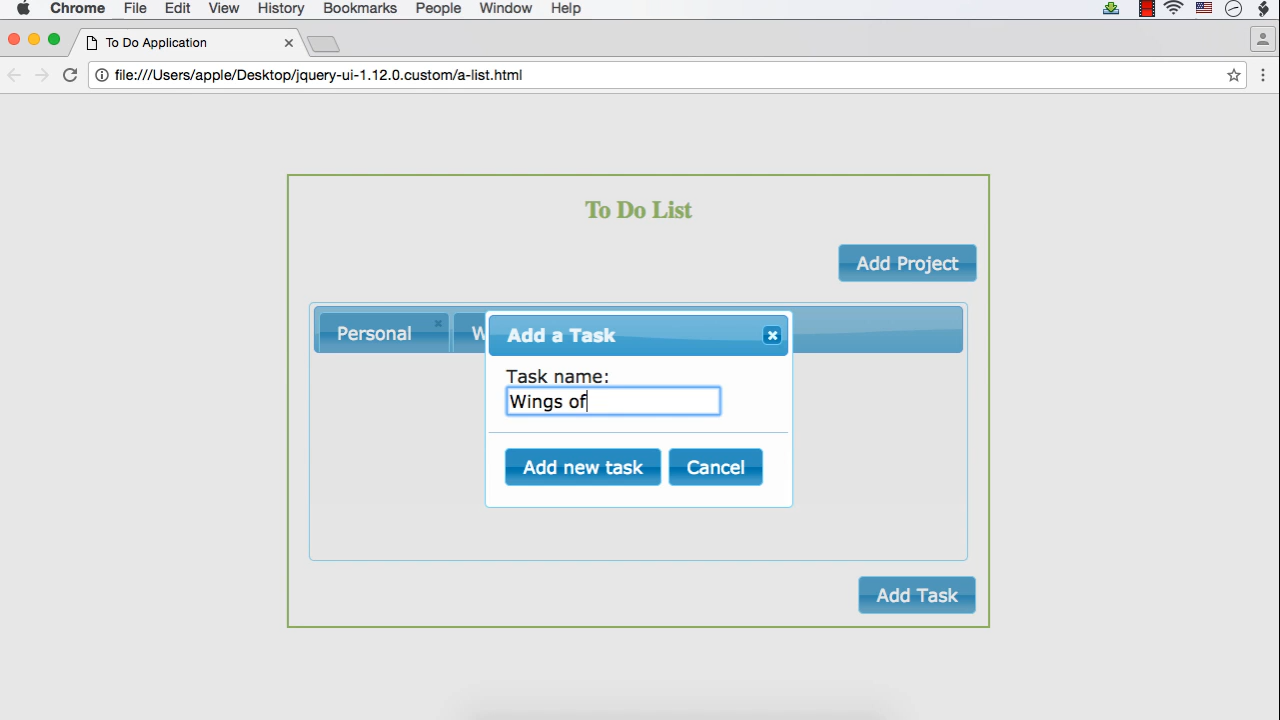 Chrome File Edit View History Bookmarks People Window Help
To Do Application
file:///Users/apple/Desktop/jquery-ui-1.12.0.custom/a-list.html
To Do List
Add Project
Personal W
Add a Task
Task name:
Wings of
Add new task Cancel
Add Task